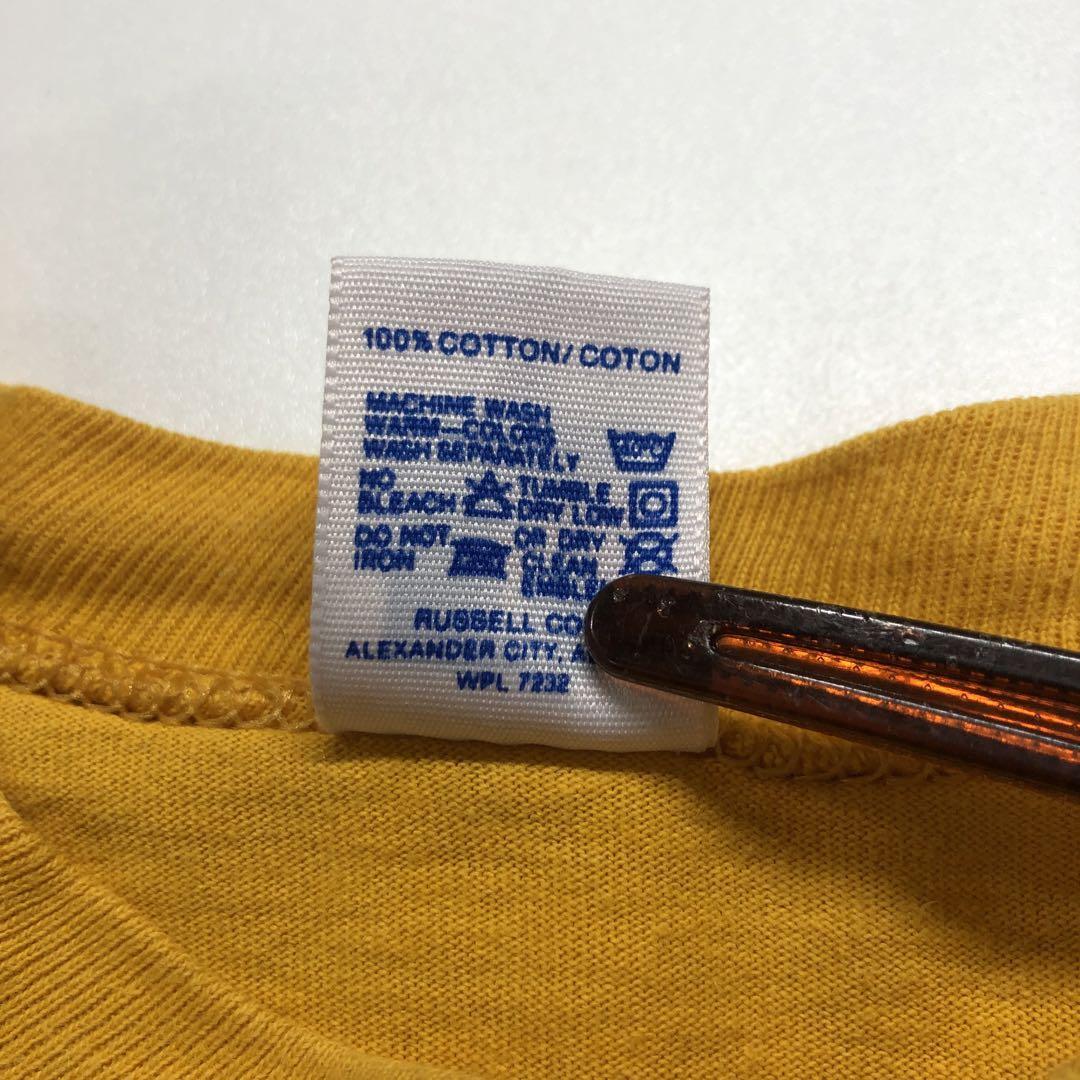 100% COTTON/COTON
MACHINE WASH
WARM–COLORS
WASH SEPARATELY
NO
BLEACH
TUMBLE
DRY LOW
DO NOT
IRON
OR DRY
CLEAN
RUSSELL CO
ALEXANDER CITY, A
WPL 7232